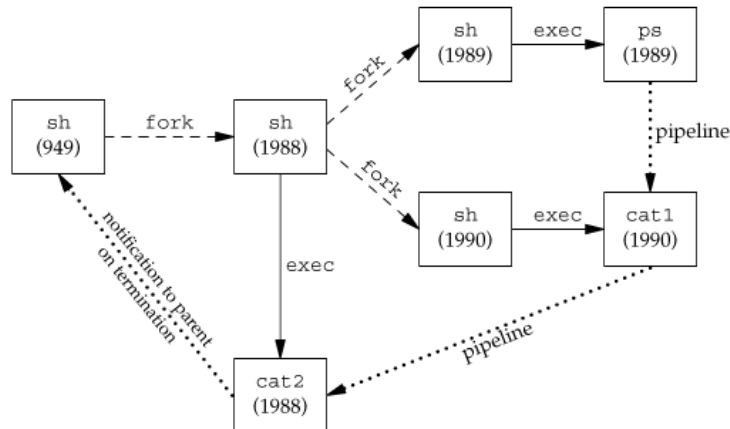 sh
(1989)
exec
ps
(1989)
fork
sh
(949)
fork
sh
(1988)
pipeline
fork
sh
(1990)
exec
cat1
(1990)
notification to parent
on termination
exec
pipeline
cat2
(1988)